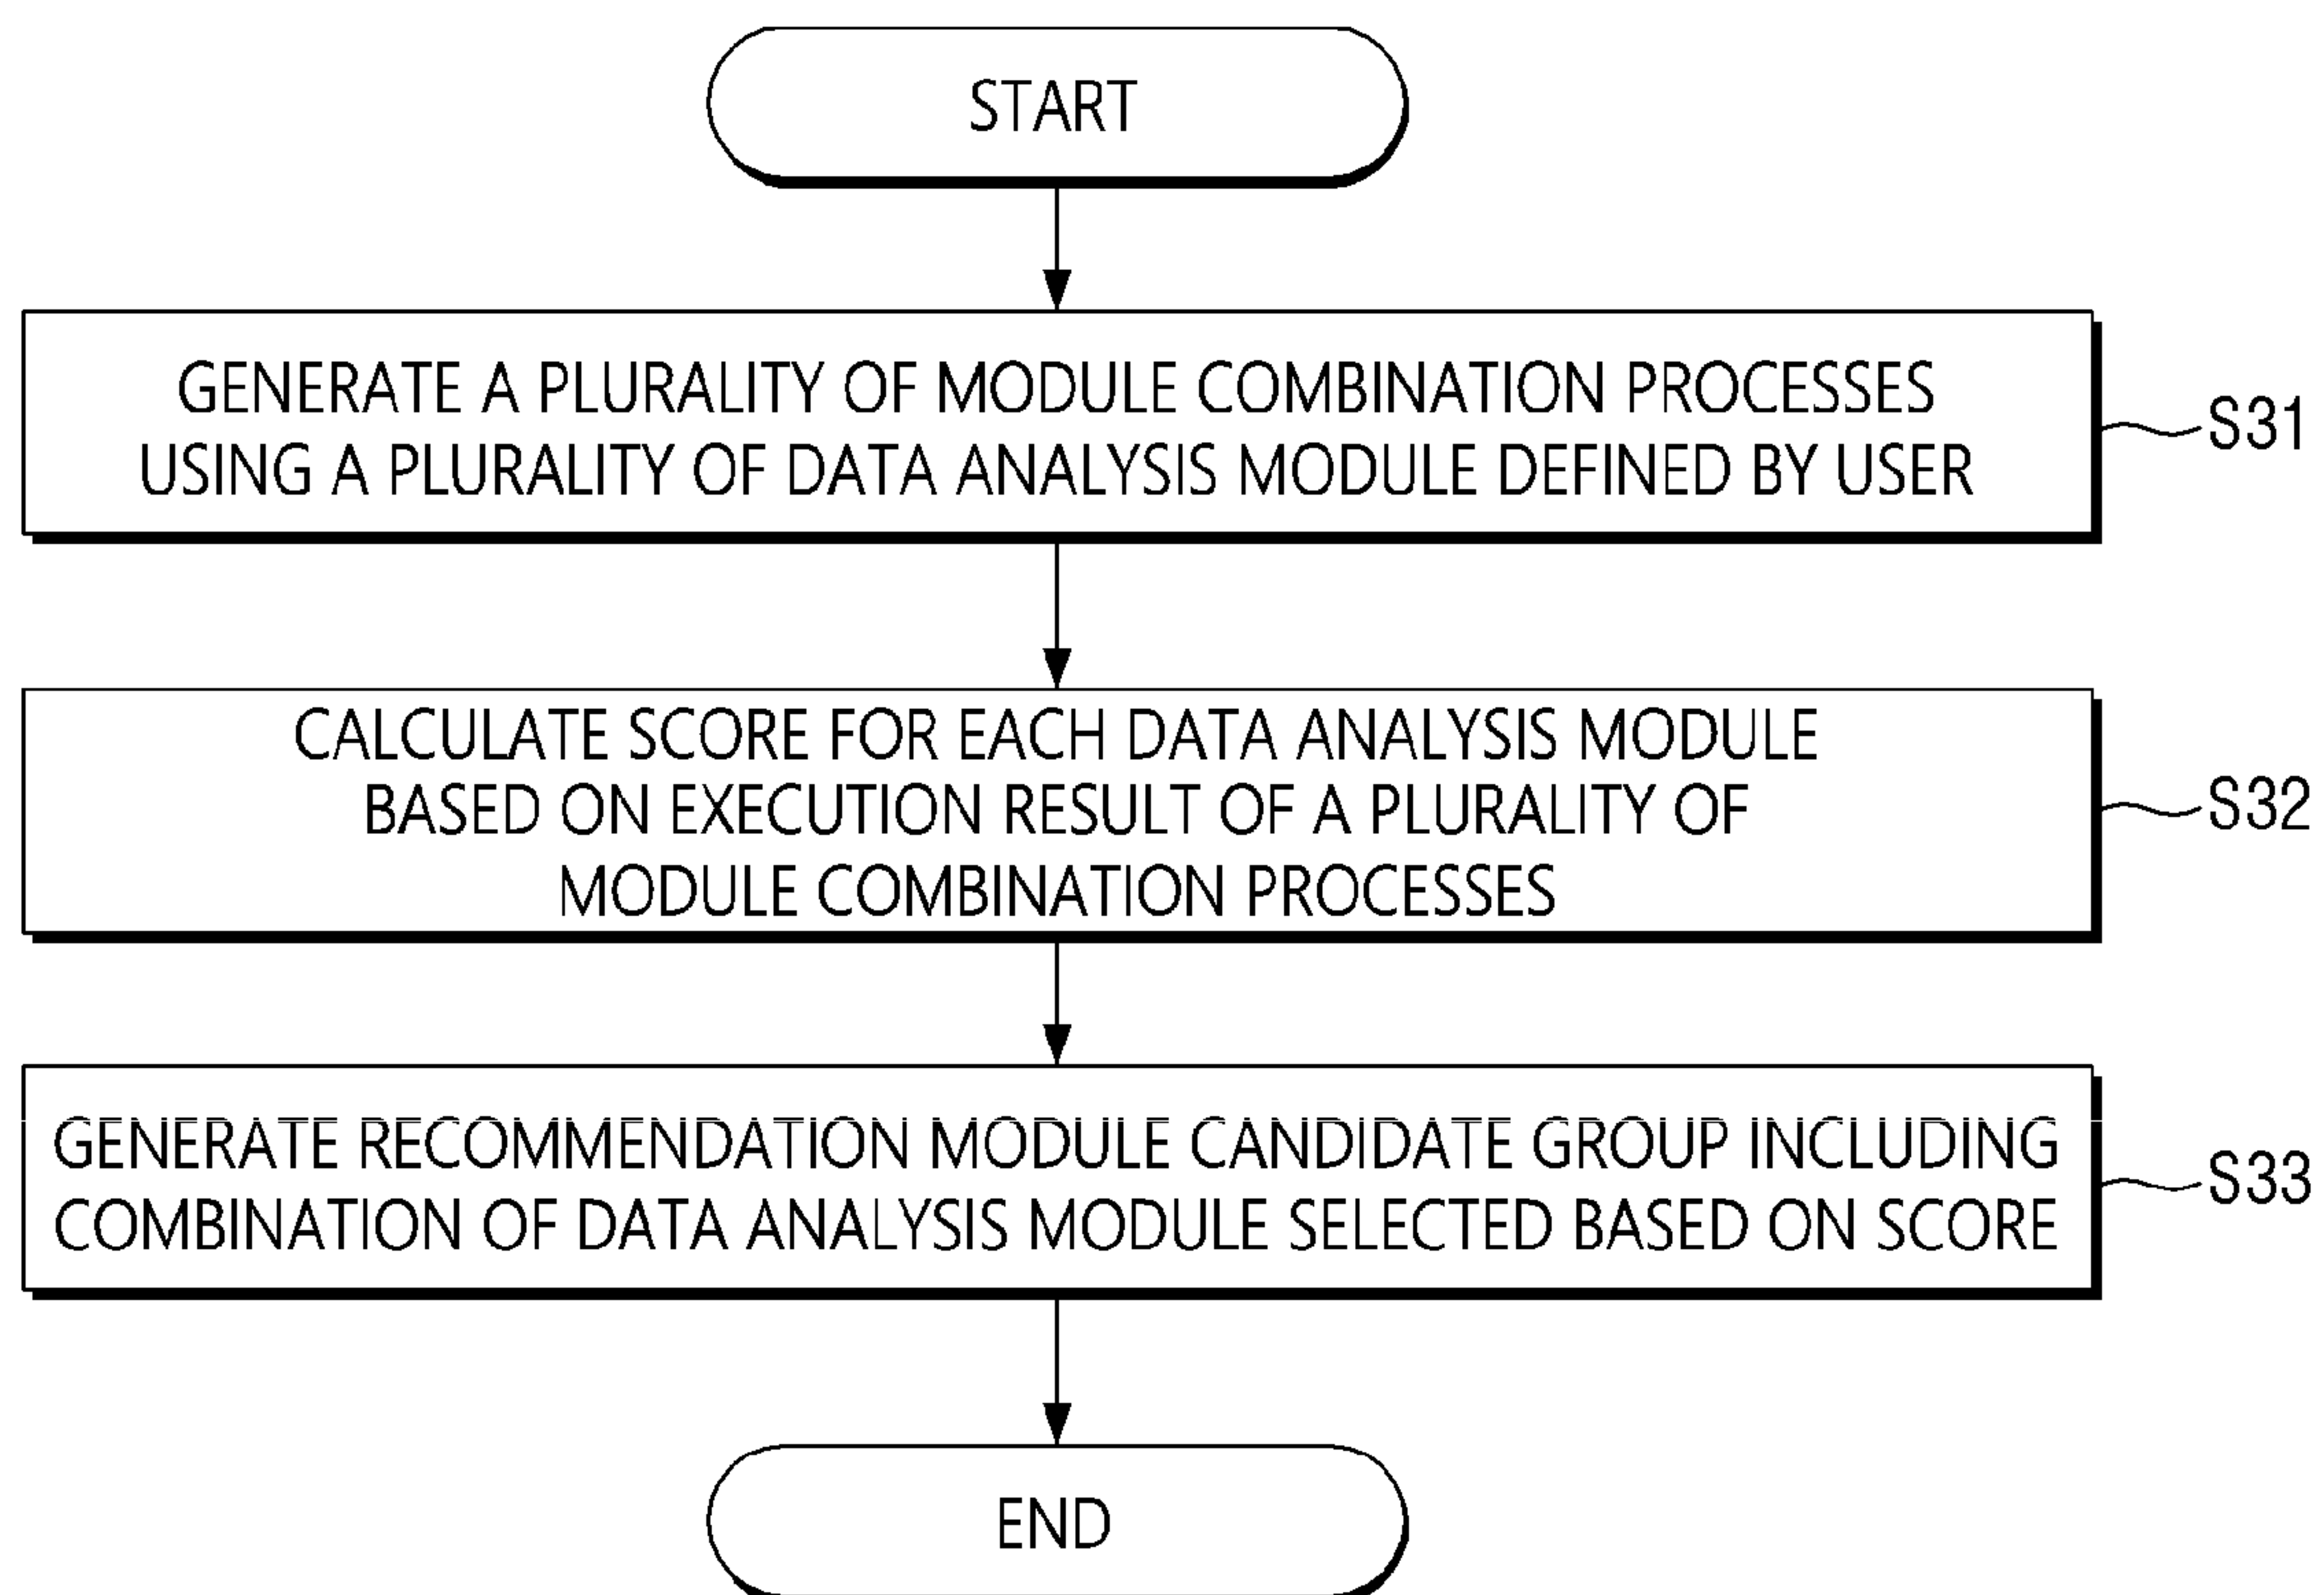 START
GENERATE A PLURALITY OF MODULE COMBINATION PROCESSES
USING A PLURALITY OF DATA ANALYSIS MODULE DEFINED BY USER
S31
CALCULATE SCORE FOR EACH DATA ANALYSIS MODULE
BASED ON EXECUTION RESULT OF A PLURALITY OF
MODULE COMBINATION PROCESSES
S32
GENERATE RECOMMENDATION MODULE CANDIDATE GROUP INCLUDING
COMBINATION OF DATA ANALYSIS MODULE SELECTED BASED ON SCORE
S33
END